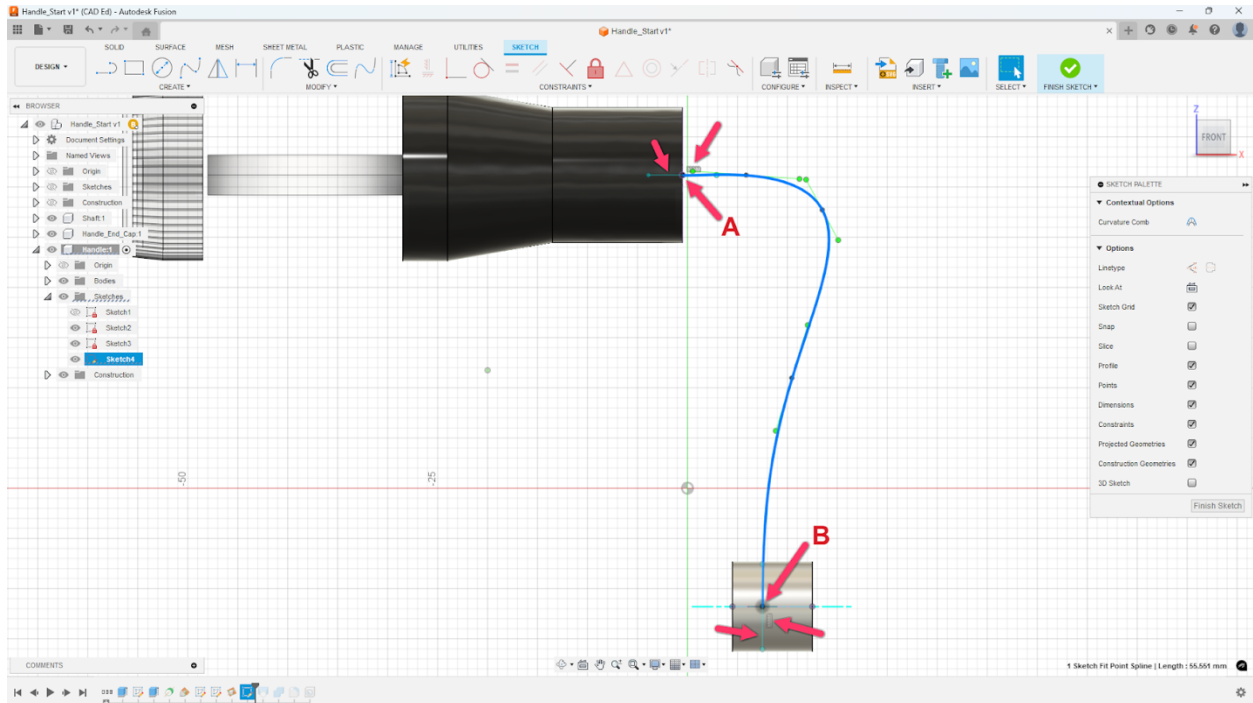 Handle_Start v1* (CAD Ed) - Autodesk Fusion
Handle_Start v1*
SOLID SURFACE MESH SHEET METAL PLASTIC MANAGE UTILITIES SKETCH
DESIGN
CREATE MODIFY CONSTRAINTS CONFIGURE INSPECT INSERT SELECT FINISH SKETCH
BROWSER
Handle_Start v1
Document Settings
Named Views
Origin
Sketches
Construction
Shaft:1
Handle_End_Cap:1
Handle:1
Origin
Bodies
Sketches
Sketch1
Sketch2
Sketch3
Sketch4
Construction
A
B
-50
-25
Z
FRONT
X
SKETCH PALETTE
Contextual Options
Curvature Comb
Options
Linetype
Look At
Sketch Grid
Snap
Slice
Profile
Points
Dimensions
Constraints
Projected Geometries
Construction Geometries
3D Sketch
Finish Sketch
COMMENTS
1 Sketch Fit Point Spline | Length : 55.551 mm